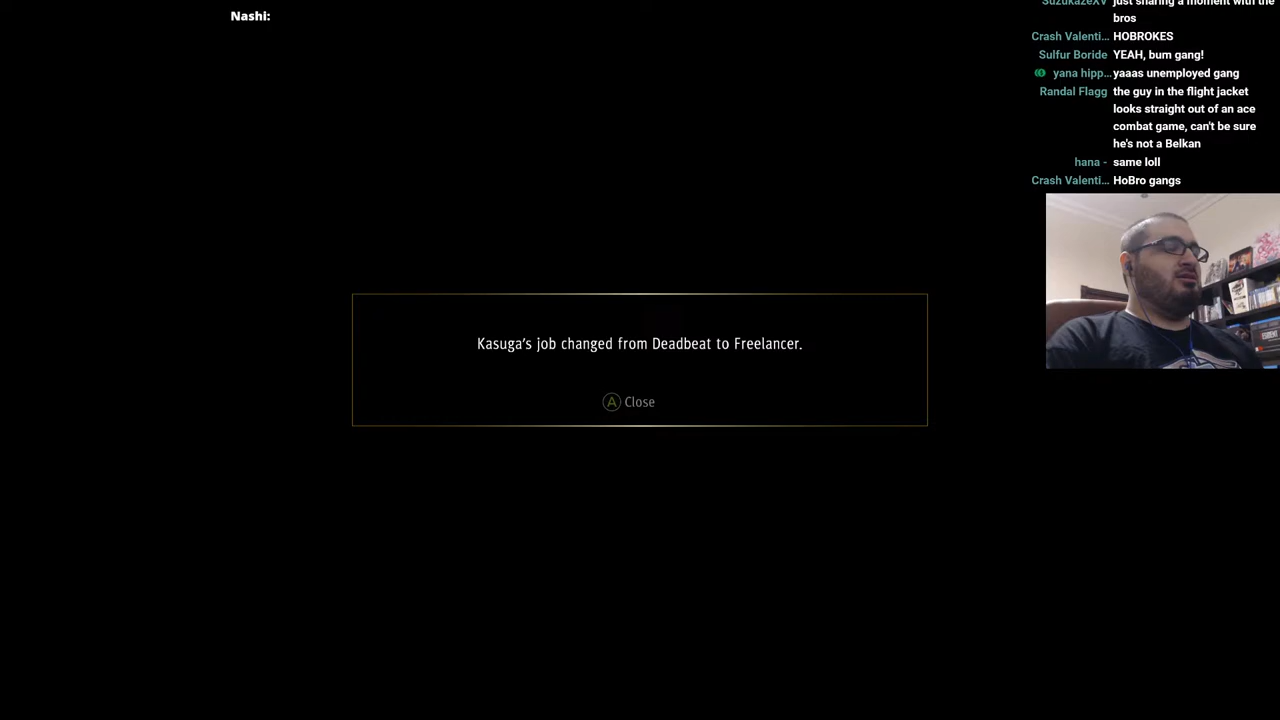 Nashi:
SuzukazeXV just sharing a moment with the
bros
Crash Valenti... HOBROKES
Sulfur Boride YEAH, bum gang!
yana hipp... yaaas unemployed gang
Randal Flagg the guy in the flight jacket
looks straight out of an ace
combat game, can't be sure
he's not a Belkan
hana - same loll
Crash Valenti... HoBro gangs
Kasuga's job changed from Deadbeat to Freelancer.
A Close